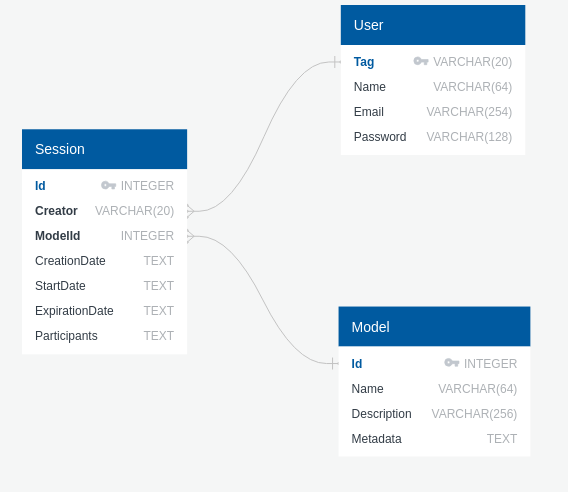 User
Tag VARCHAR(20)
Name VARCHAR(64)
Email VARCHAR(254)
Password VARCHAR(128)
Session
Id INTEGER
Creator VARCHAR(20)
ModelId INTEGER
CreationDate TEXT
StartDate TEXT
ExpirationDate TEXT
Participants TEXT
Model
Id INTEGER
Name VARCHAR(64)
Description VARCHAR(256)
Metadata TEXT